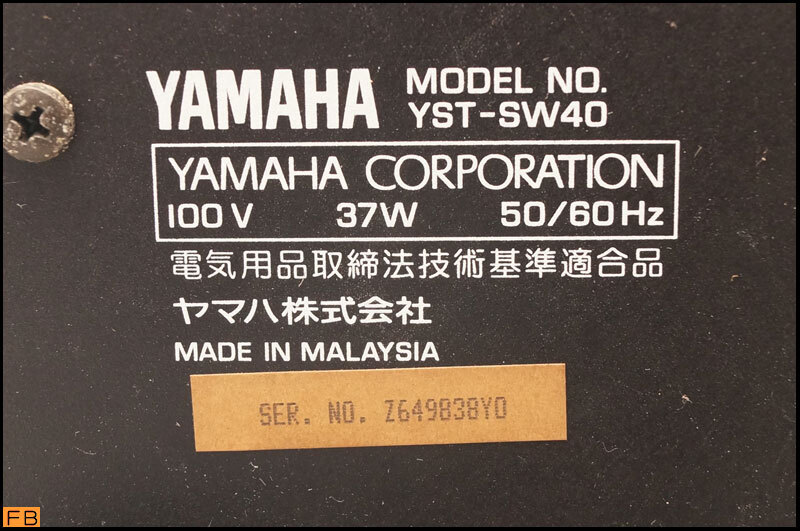 YAMAHA MODEL NO.
YST-SW40
YAMAHA CORPORATION
100V 37W 50/60Hz
電気用品取締法技術基準適合品
ヤマハ株式会社
MADE IN MALAYSIA
SER. NO. Z649838Y0
FB